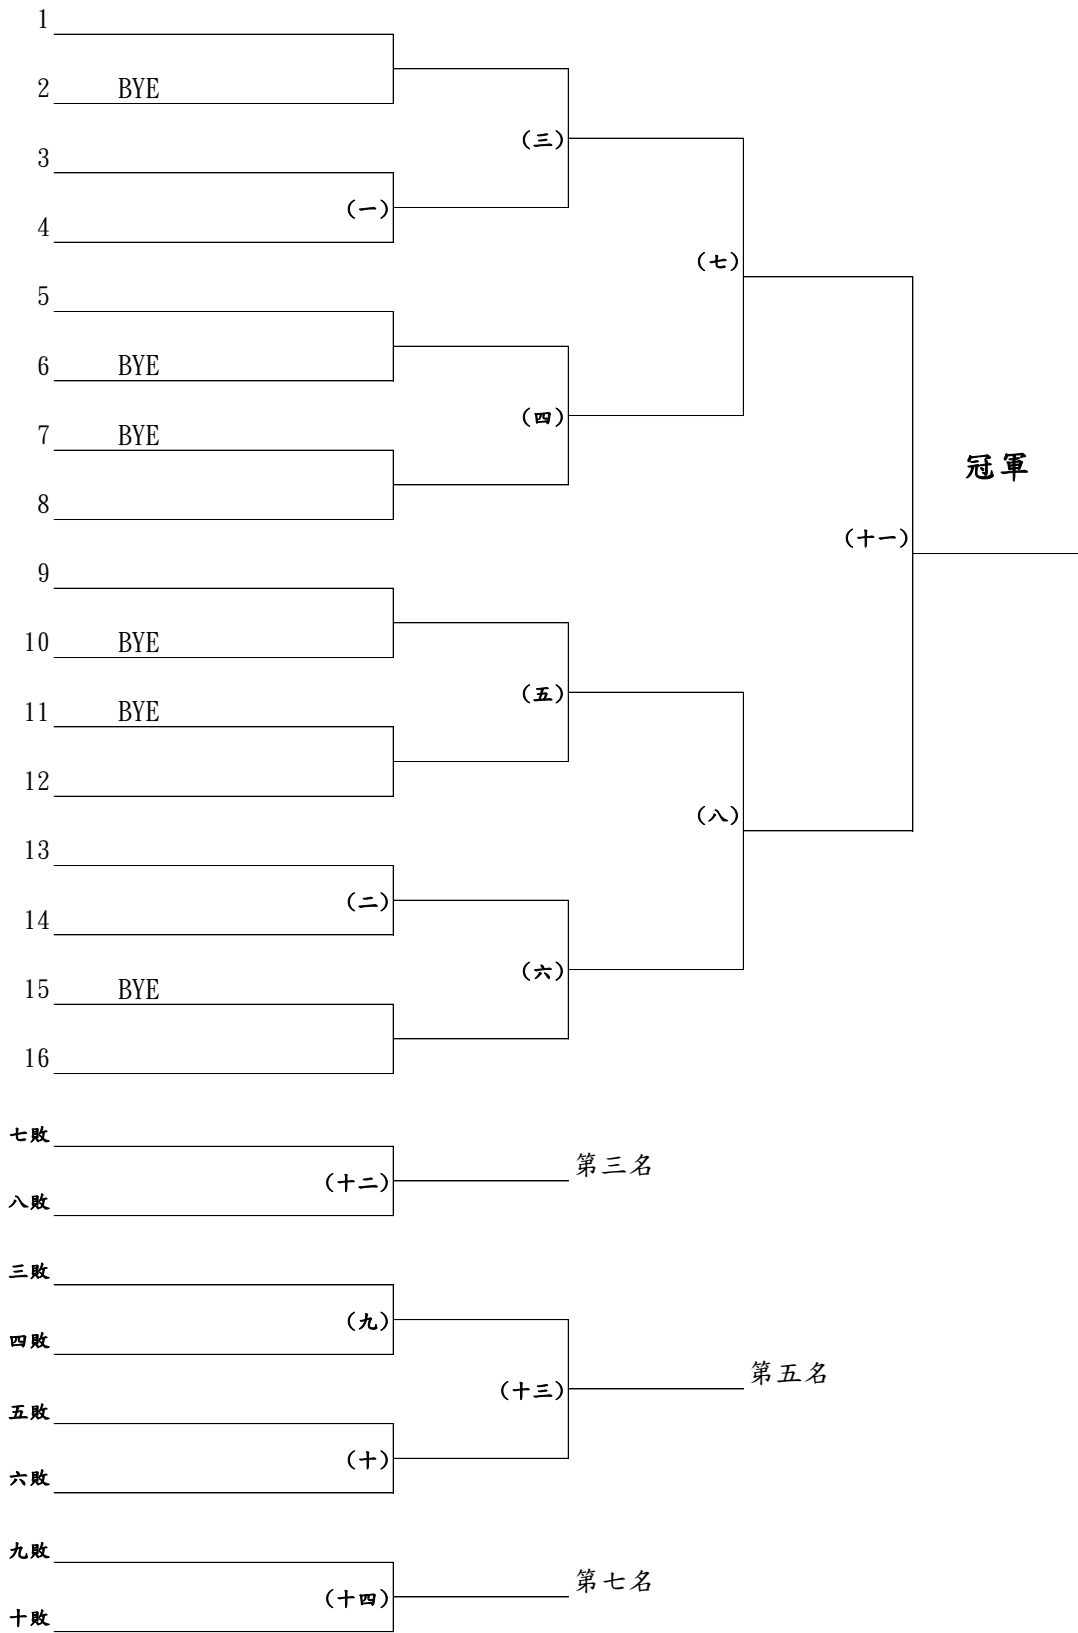 1
2 BYE
(三)
3
(一)
4
(七)
5
6 BYE
(四)
7 BYE
冠軍
8
(十一)
9
10 BYE
(五)
11 BYE
12
(八)
13
(二)
14
(六)
15 BYE
16
七敗
第三名
(十二)
八敗
三敗
(九)
四敗
第五名
(十三)
五敗
(十)
六敗
九敗
第七名
(十四)
十敗